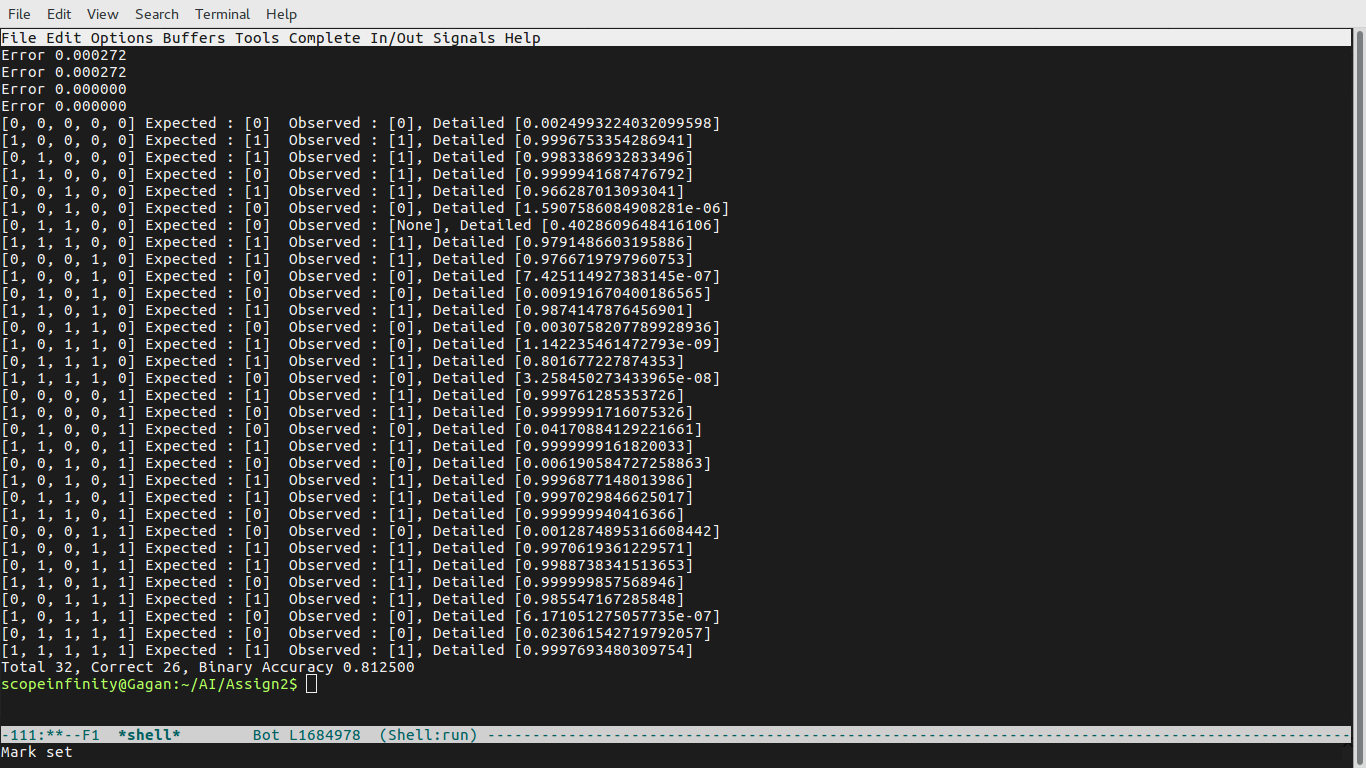 File Edit View Search Terminal Help
File Edit Options Buffers Tools Complete In/Out Signals Help
Error 0.000272
Error 0.000272
Error 0.000000
Error 0.000000
[0, 0, 0, 0, 0] Expected : [0]  Observed : [0], Detailed [0.0024993224032099598]
[1, 0, 0, 0, 0] Expected : [1]  Observed : [1], Detailed [0.9996753354286941]
[0, 1, 0, 0, 0] Expected : [1]  Observed : [1], Detailed [0.9983386932833496]
[1, 1, 0, 0, 0] Expected : [0]  Observed : [1], Detailed [0.9999941687476792]
[0, 0, 1, 0, 0] Expected : [1]  Observed : [1], Detailed [0.966287013093041]
[1, 0, 1, 0, 0] Expected : [0]  Observed : [0], Detailed [1.5907586084908281e-06]
[0, 1, 1, 0, 0] Expected : [0]  Observed : [None], Detailed [0.4028609648416106]
[1, 1, 1, 0, 0] Expected : [1]  Observed : [1], Detailed [0.9791486603195886]
[0, 0, 0, 1, 0] Expected : [1]  Observed : [1], Detailed [0.9766719797960753]
[1, 0, 0, 1, 0] Expected : [0]  Observed : [0], Detailed [7.425114927383145e-07]
[0, 1, 0, 1, 0] Expected : [0]  Observed : [0], Detailed [0.009191670400186565]
[1, 1, 0, 1, 0] Expected : [1]  Observed : [1], Detailed [0.9874147876456901]
[0, 0, 1, 1, 0] Expected : [0]  Observed : [0], Detailed [0.0030758207789928936]
[1, 0, 1, 1, 0] Expected : [1]  Observed : [0], Detailed [1.142235461472793e-09]
[0, 1, 1, 1, 0] Expected : [1]  Observed : [1], Detailed [0.801677227874353]
[1, 1, 1, 1, 0] Expected : [0]  Observed : [0], Detailed [3.258450273433965e-08]
[0, 0, 0, 0, 1] Expected : [1]  Observed : [1], Detailed [0.999761285353726]
[1, 0, 0, 0, 1] Expected : [0]  Observed : [1], Detailed [0.9999991716075326]
[0, 1, 0, 0, 1] Expected : [0]  Observed : [0], Detailed [0.04170884129221661]
[1, 1, 0, 0, 1] Expected : [1]  Observed : [1], Detailed [0.9999999161820033]
[0, 0, 1, 0, 1] Expected : [0]  Observed : [0], Detailed [0.006190584727258863]
[1, 0, 1, 0, 1] Expected : [1]  Observed : [1], Detailed [0.9996877148013986]
[0, 1, 1, 0, 1] Expected : [1]  Observed : [1], Detailed [0.9997029846625017]
[1, 1, 1, 0, 1] Expected : [0]  Observed : [1], Detailed [0.999999940416366]
[0, 0, 0, 1, 1] Expected : [0]  Observed : [0], Detailed [0.0012874895316608442]
[1, 0, 0, 1, 1] Expected : [1]  Observed : [1], Detailed [0.9970619361229571]
[0, 1, 0, 1, 1] Expected : [1]  Observed : [1], Detailed [0.9988738341513653]
[1, 1, 0, 1, 1] Expected : [0]  Observed : [1], Detailed [0.999999857568946]
[0, 0, 1, 1, 1] Expected : [1]  Observed : [1], Detailed [0.985547167285848]
[1, 0, 1, 1, 1] Expected : [0]  Observed : [0], Detailed [6.171051275057735e-07]
[0, 1, 1, 1, 1] Expected : [0]  Observed : [0], Detailed [0.023061542719792057]
[1, 1, 1, 1, 1] Expected : [1]  Observed : [1], Detailed [0.9997693480309754]
Total 32, Correct 26, Binary Accuracy 0.812500
scopeinfinity@Gagan:~/AI/Assign2$
-111:**--F1  *shell*        Bot L1684978  (Shell:run) ------------------------------------------------------------------------------------------------
Mark set